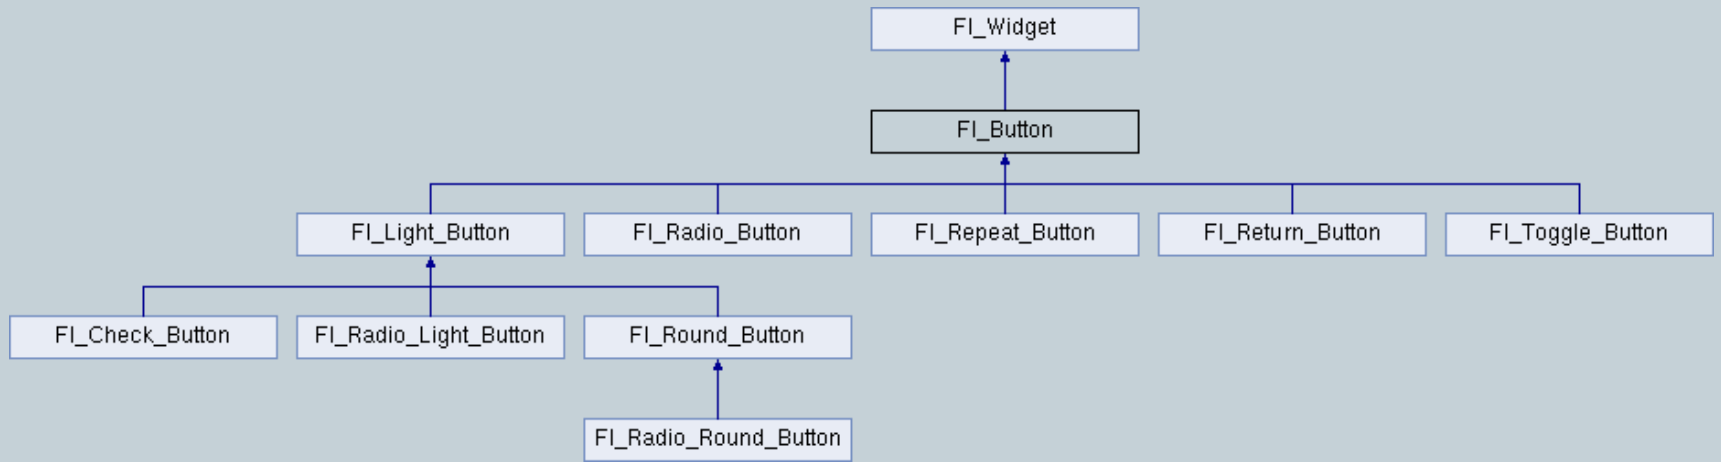 Fl_Widget
Fl_Button
Fl_Light_Button Fl_Radio_Button Fl_Repeat_Button Fl_Return_Button Fl_Toggle_Button
Fl_Check_Button Fl_Radio_Light_Button Fl_Round_Button
Fl_Radio_Round_Button